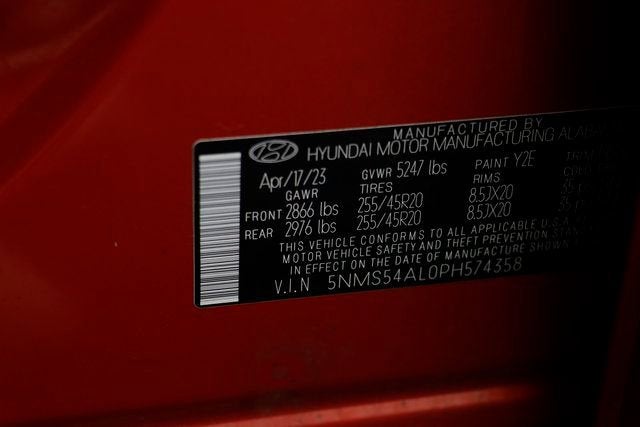 MANUFACTURED BY
HYUNDAI MOTOR MANUFACTURING ALABA
Apr/17/23 GVWR 5247 lbs PAINT Y2E
GAWR TIRES RIMS
FRONT 2866 lbs 255/45R20 8.5JX20
REAR 2976 lbs 255/45R20 8.5JX20
THIS VEHICLE CONFORMS TO ALL APPLICABLE U.S.A.
MOTOR VEHICLE SAFETY AND THEFT PREVENTION STAN
IN EFFECT ON THE DATE OF MANUFACTURE SHOWN
V.I.N 5NMS54AL0PH574358